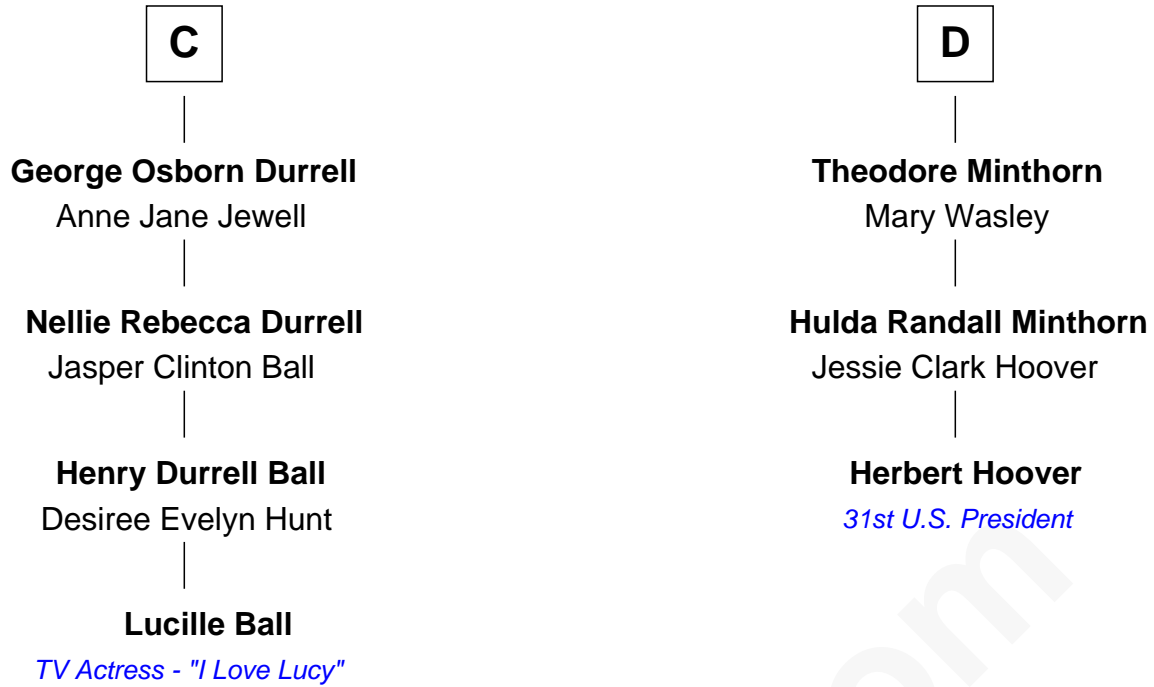 C
George Osborn Durrell
Anne Jane Jewell
Nellie Rebecca Durrell
Jasper Clinton Ball
Henry Durrell Ball
Desiree Evelyn Hunt
Lucille Ball
TV Actress - "I Love Lucy"
D
Theodore Minthorn
Mary Wasley
Hulda Randall Minthorn
Jessie Clark Hoover
Herbert Hoover
31st U.S. President
om